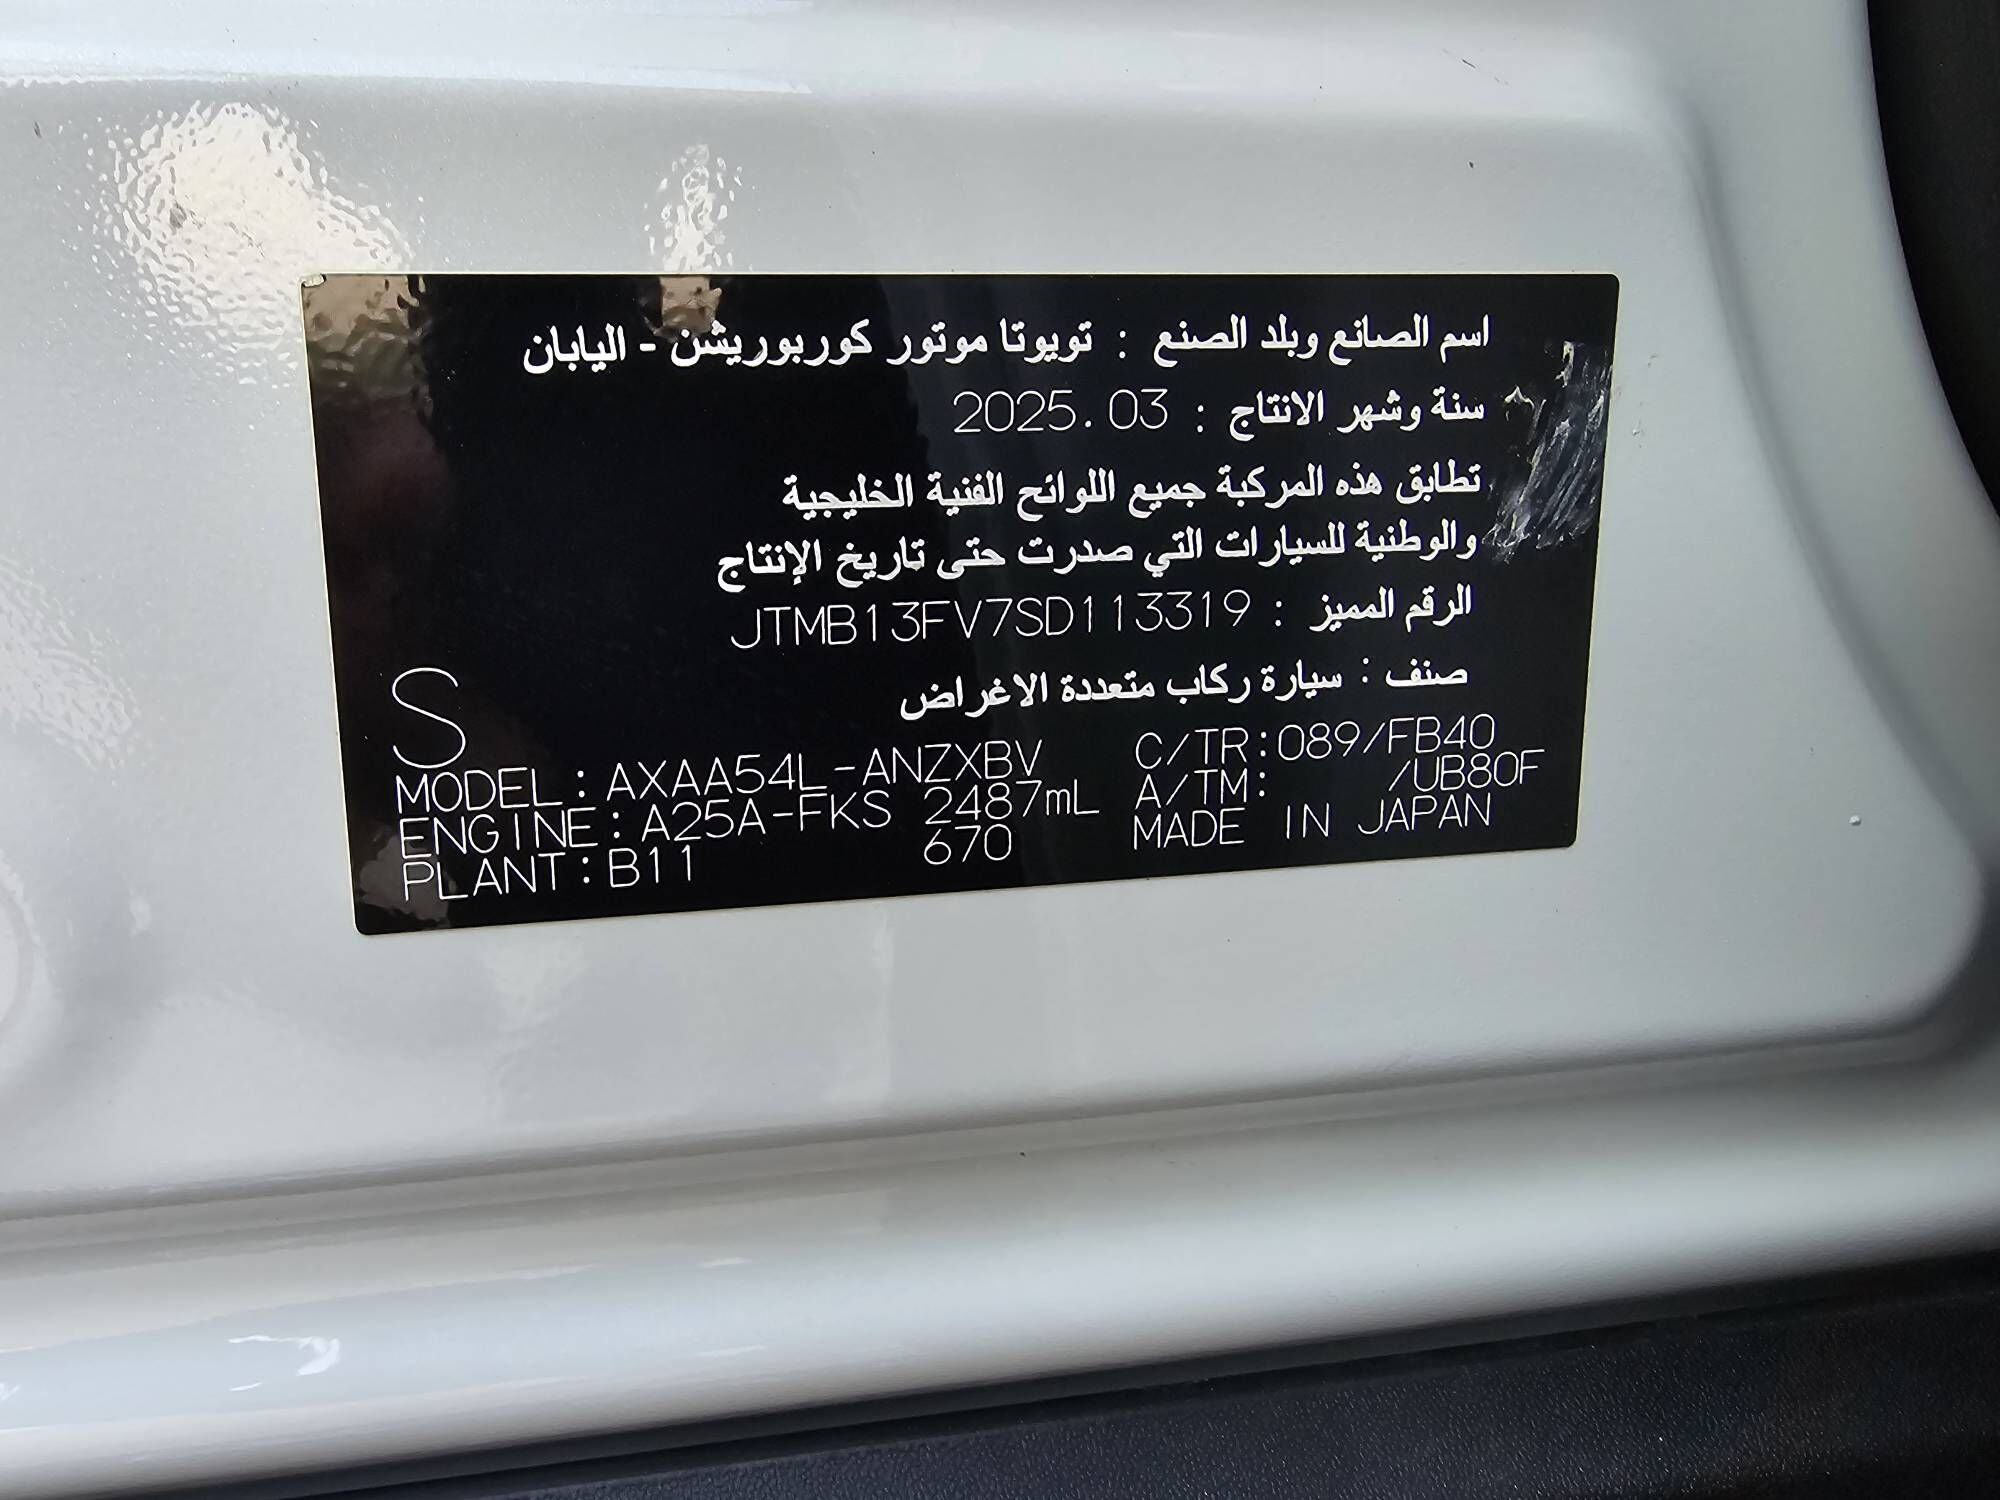 اسم الصانع وبلد الصنع : تويوتا موتور كوربوريشن - اليابان
سنة وشهر الانتاج : 2025.03
تطابق هذه المركبة جميع اللوائح الفنية الخليجية
والوطنية للسيارات التي صدرت حتى تاريخ الإنتاج
الرقم المميز : JTMB13FV7SD113319
صنف : سيارة ركاب متعددة الاغراض
S
MODEL: AXAA54L-ANZXBV C/TR:089/FB40
ENGINE: A25A-FKS 2487mL A/TM: /UB80F
PLANT:B11 670 MADE IN JAPAN